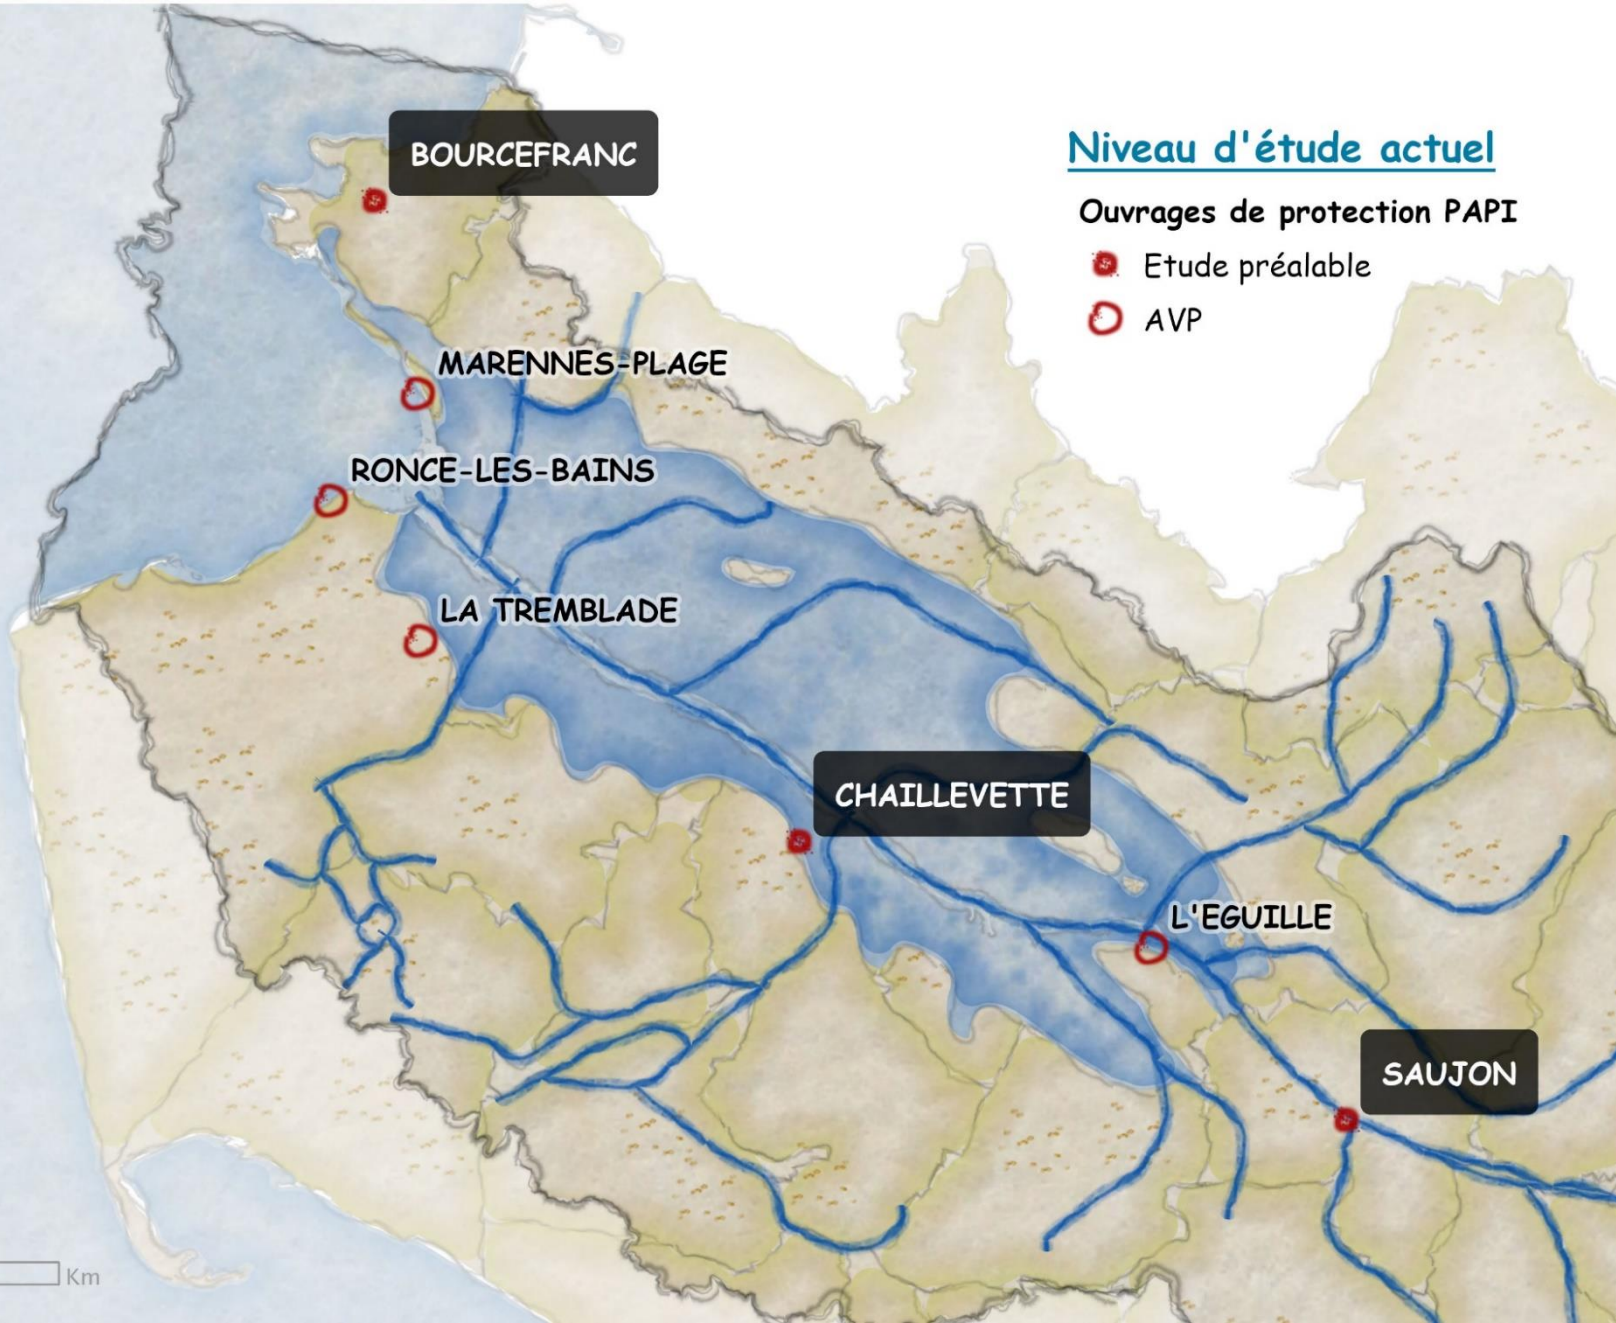 BOURCEFRANC
Niveau d'étude actuel
Ouvrages de protection PAPI
Etude préalable
AVP
MARENNES-PLAGE
RONCE-LES-BAINS
LA TREMBLADE
CHAILLEVETTE
L'EGUILLE
SAUJON
Km